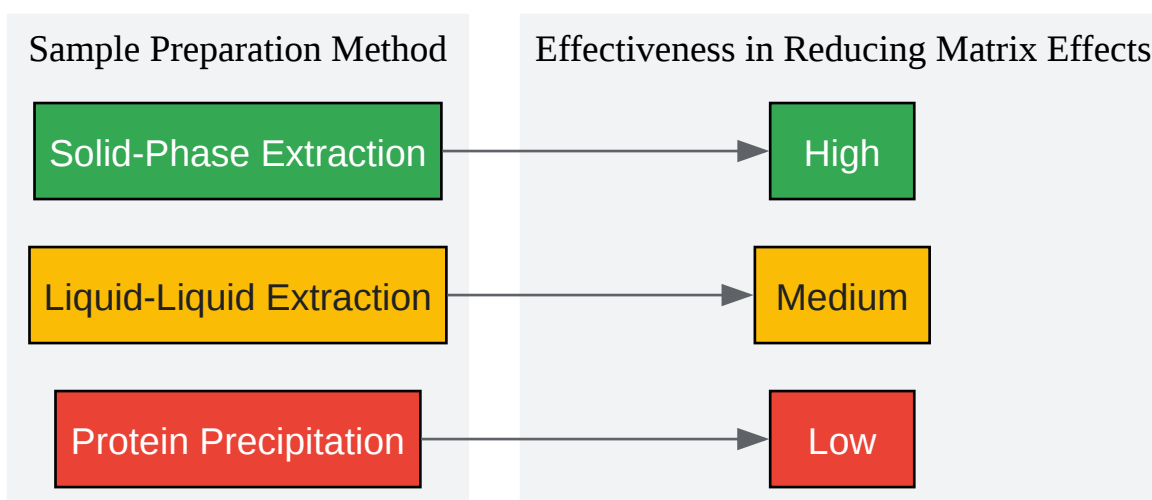 Sample Preparation Method
Effectiveness in Reducing Matrix Effects
Solid-Phase Extraction
High
Liquid-Liquid Extraction
Medium
Protein Precipitation
Low